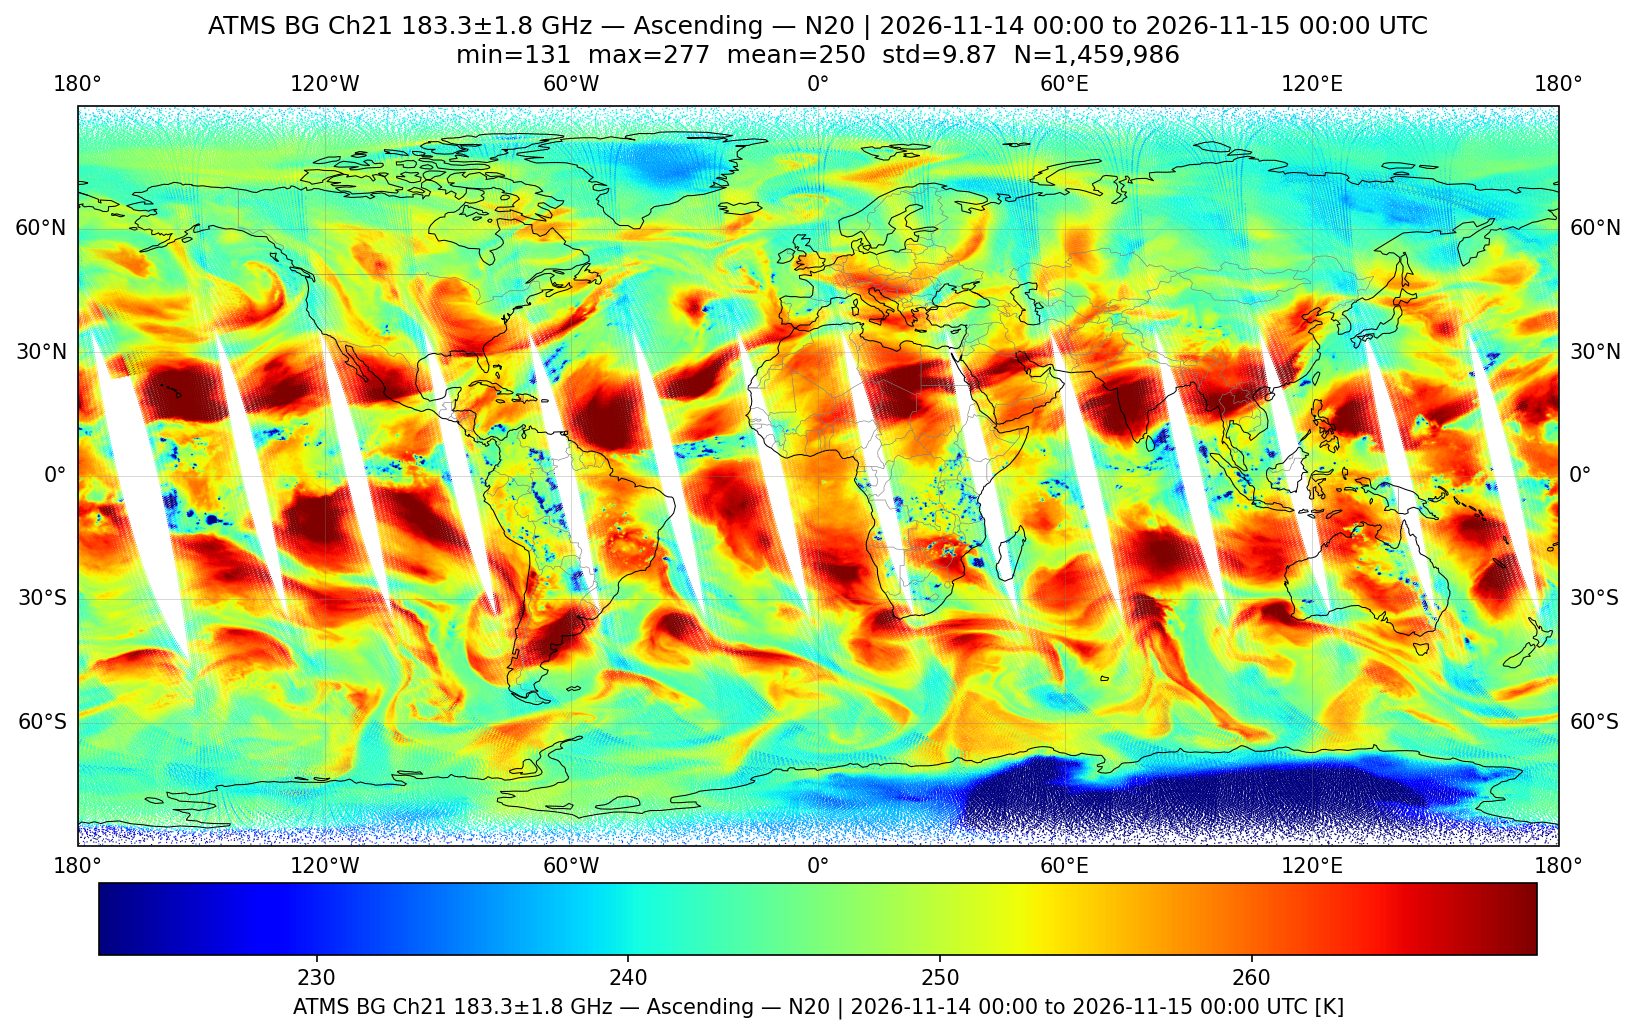 ATMS BG Ch21 183.3±1.8 GHz — Ascending — N20 | 2026-11-14 00:00 to 2026-11-15 00:00 UTC
min=131  max=277  mean=250  std=9.87  N=1,459,986
180° 120°W 60°W 0° 60°E 120°E 180°
60°N 60°N
30°N 30°N
0° 0°
30°S 30°S
60°S 60°S
180° 120°W 60°W 0° 60°E 120°E 180°
230 240 250 260
ATMS BG Ch21 183.3±1.8 GHz — Ascending — N20 | 2026-11-14 00:00 to 2026-11-15 00:00 UTC [K]